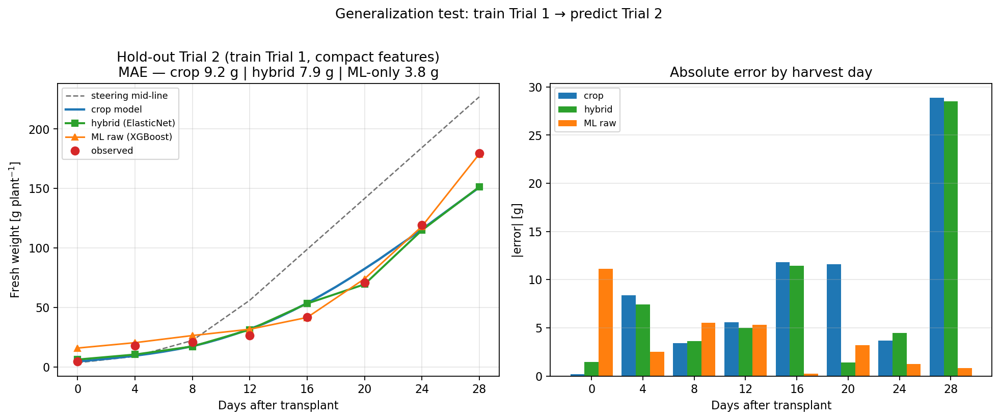 Generalization test: train Trial 1 → predict Trial 2
Hold-out Trial 2 (train Trial 1, compact features)
MAE — crop 9.2 g | hybrid 7.9 g | ML-only 3.8 g
steering mid-line
crop model
hybrid (ElasticNet)
ML raw (XGBoost)
observed
Fresh weight [g plant⁻¹]
200
150
100
50
0
0 4 8 12 16 20 24 28
Days after transplant
Absolute error by harvest day
crop
hybrid
ML raw
|error| [g]
30
25
20
15
10
5
0
0 4 8 12 16 20 24 28
Days after transplant